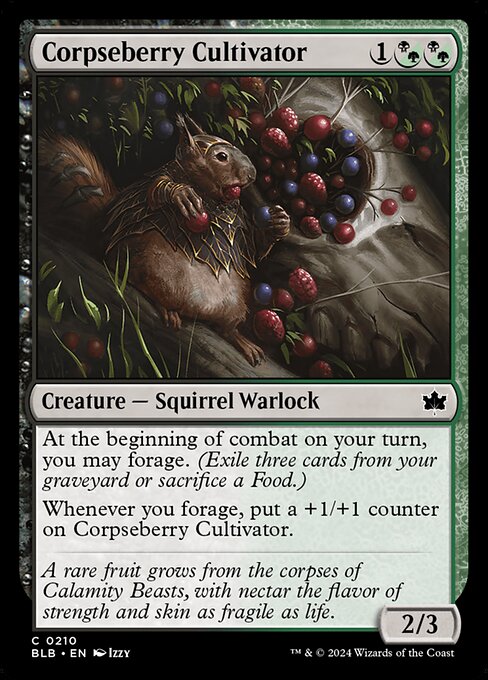 Corpseberry Cultivator 1
Creature — Squirrel Warlock
At the beginning of combat on your turn,
you may forage. (Exile three cards from your
graveyard or sacrifice a Food.)
Whenever you forage, put a +1/+1 counter
on Corpseberry Cultivator.
A rare fruit grows from the corpses of
Calamity Beasts, with nectar the flavor of
strength and skin as fragile as life.
2/3
C 0210
BLB • EN Izzy
™ & © 2024 Wizards of the Coast